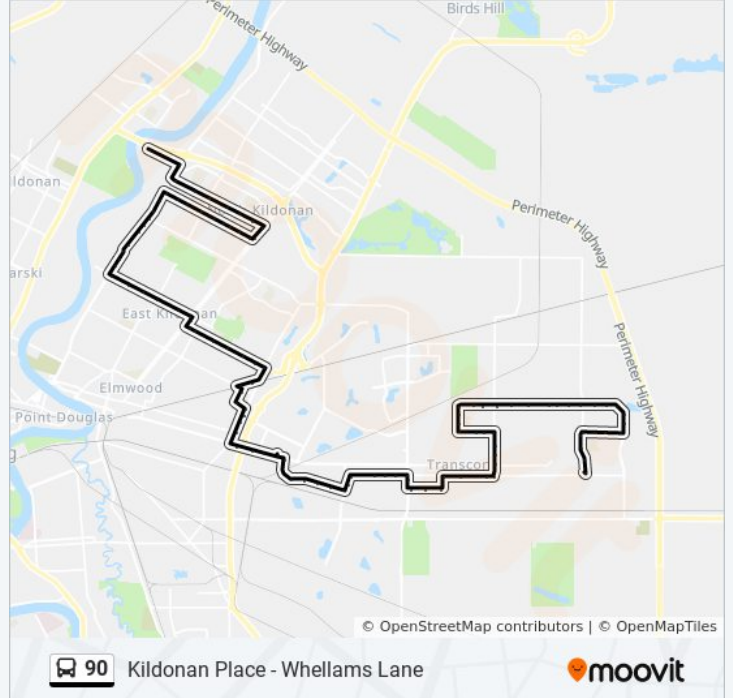 Birds Hill
Perimeter Highway
ldonan
Kildonan
Perimeter Highway
arski
East Kildonan
Perimeter Highway
Elmwood
Point Douglas
g
Transcon
© OpenStreetMap contributors | © OpenMapTiles
90 Kildonan Place - Whellams Lane
moovit